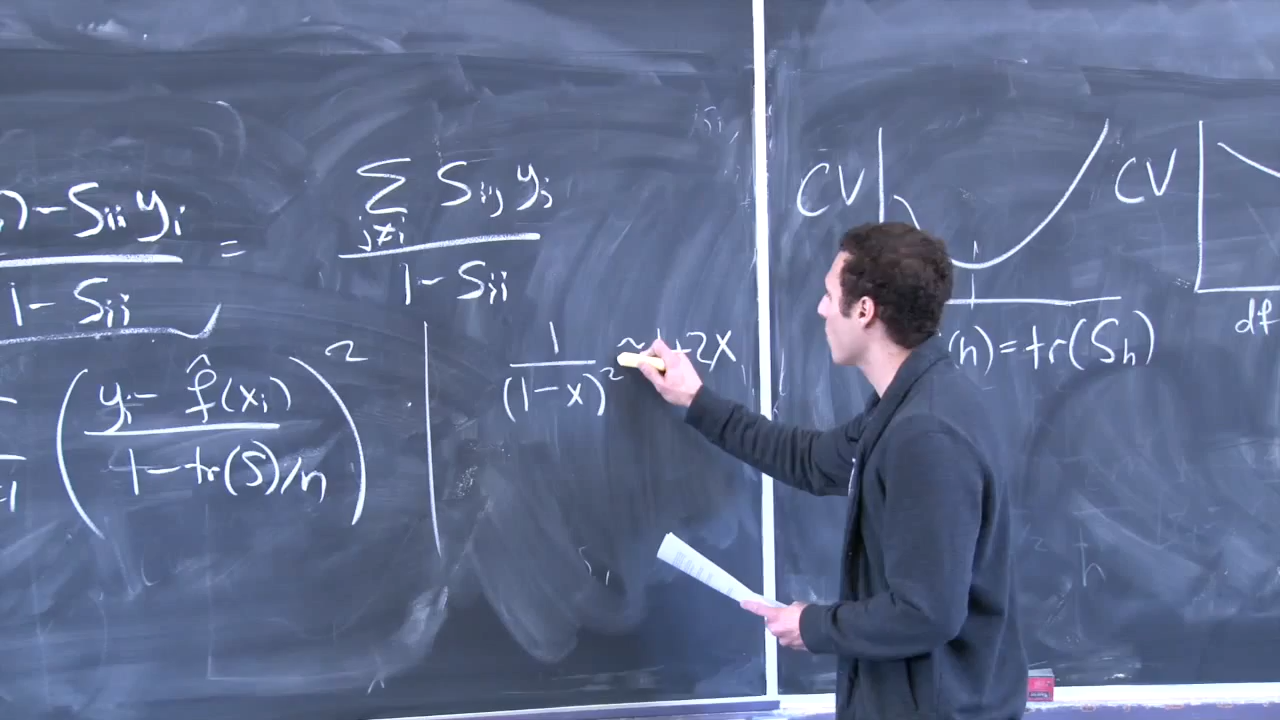 ) - Sii yi / 1 - Sii = Σ j≠i Sij yj / 1 - Sii
( yi - f̂(xi) / 1 - tr(S)/n )²
1 / (1 - x)² ≈ 1 + 2x
CV
(h) = tr(Sh)
CV
df